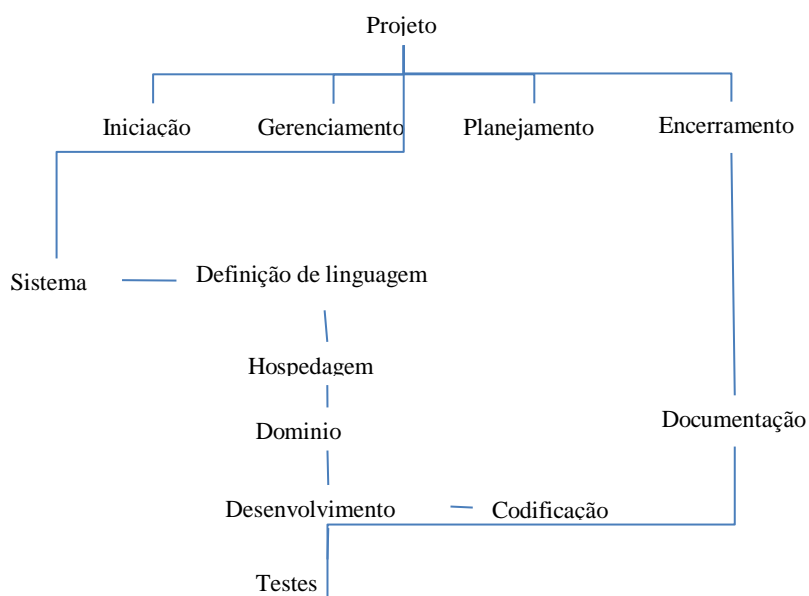 Projeto
Iniciação Gerenciamento Planejamento Encerramento
Sistema Definição de linguagem
Hospedagem
Dominio Documentação
Desenvolvimento Codificação
Testes